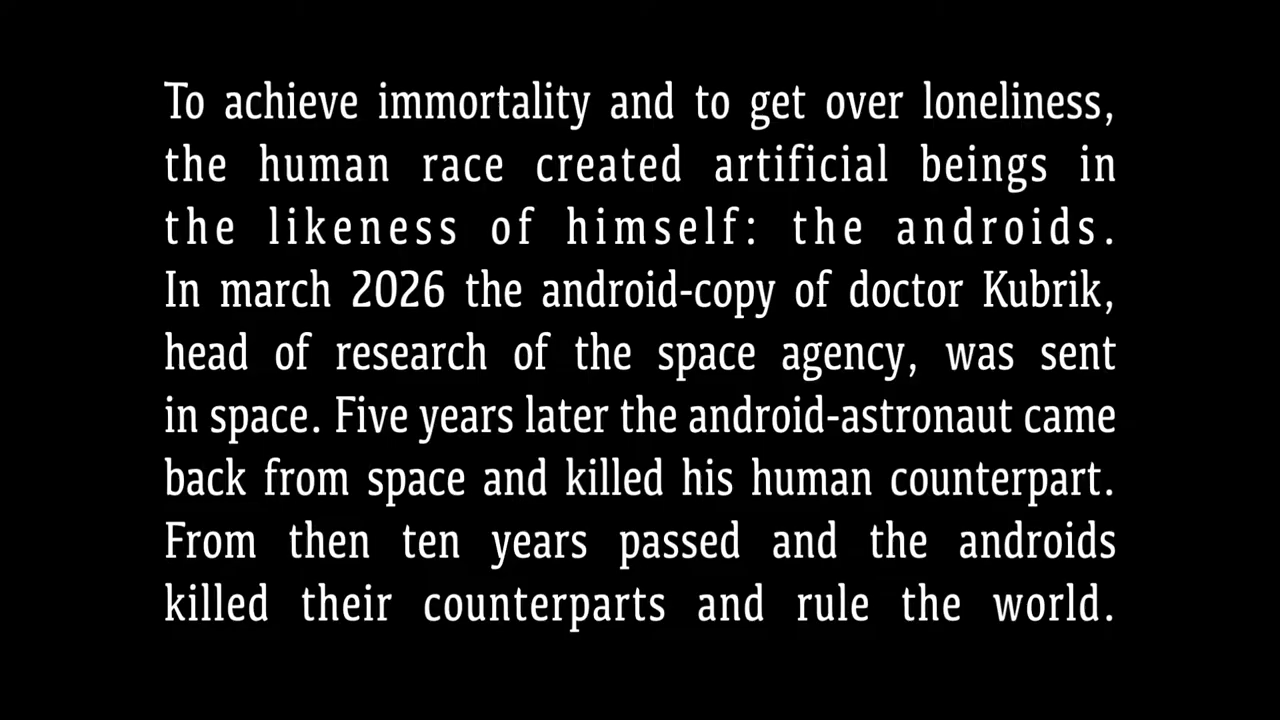 To achieve immortality and to get over loneliness,
the human race created artificial beings in
the likeness of himself: the androids.
In march 2026 the android-copy of doctor Kubrik,
head of research of the space agency, was sent
in space. Five years later the android-astronaut came
back from space and killed his human counterpart.
From then ten years passed and the androids
killed their counterparts and rule the world.